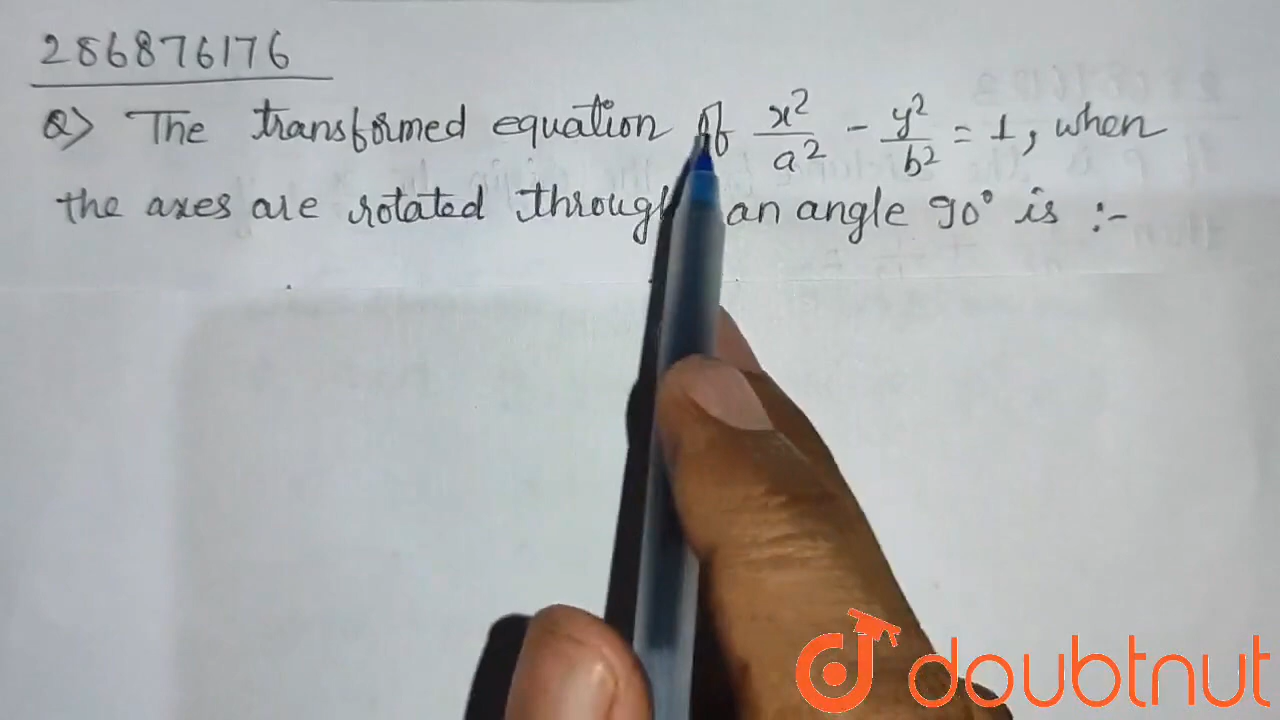 286876176
Q> The transformed equation of x²/a² - y²/b² = 1, when
the axes are rotated through an angle 90° is :-
doubtnut